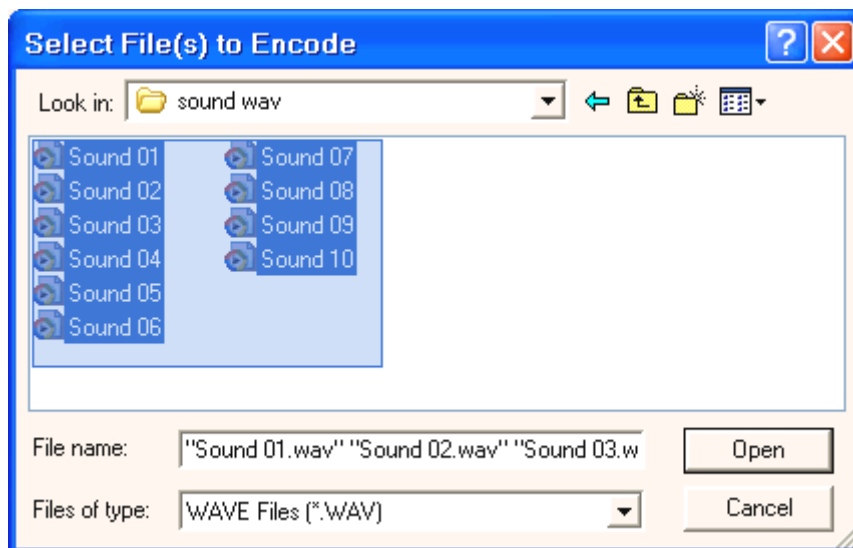 Select File(s) to Encode
Look in: sound wav
Sound 01
Sound 02
Sound 03
Sound 04
Sound 05
Sound 06
Sound 07
Sound 08
Sound 09
Sound 10
File name: "Sound 01.wav" "Sound 02.wav" "Sound 03.w
Open
Files of type: WAVE Files (*.WAV)
Cancel